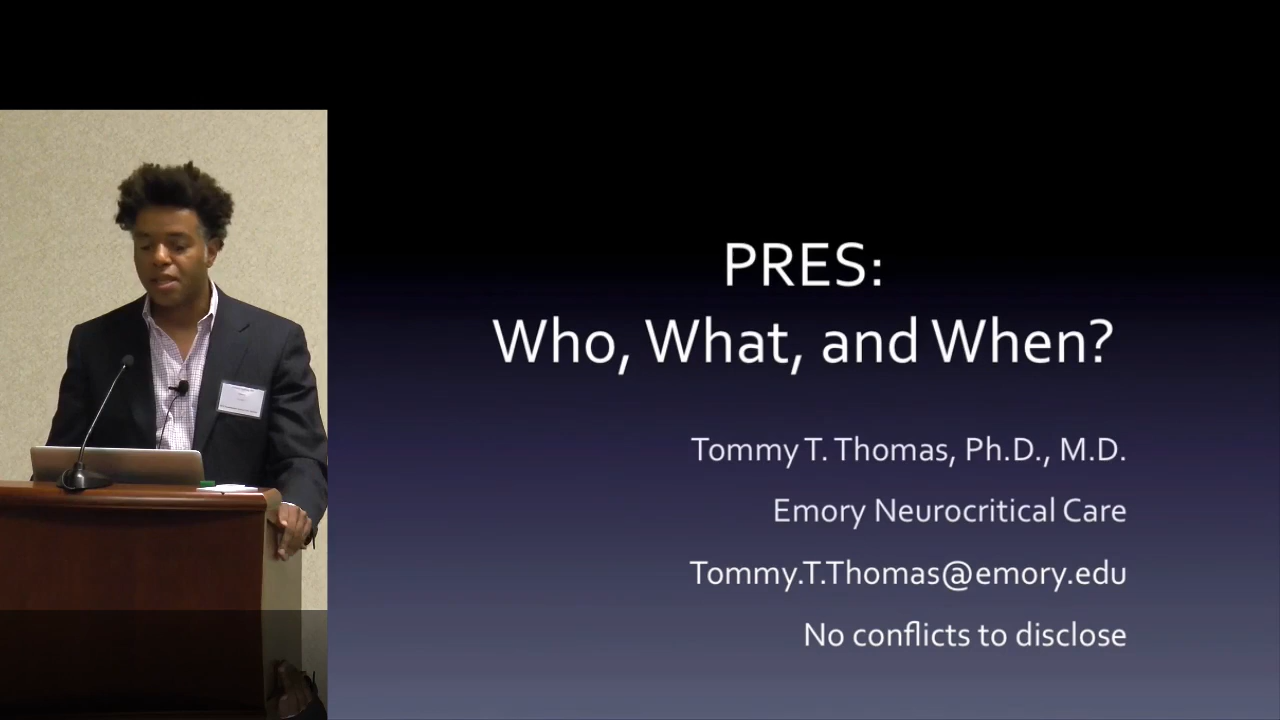 PRES:
Who, What, and When?
Tommy T. Thomas, Ph.D., M.D.
Emory Neurocritical Care
Tommy.T.Thomas@emory.edu
No conflicts to disclose